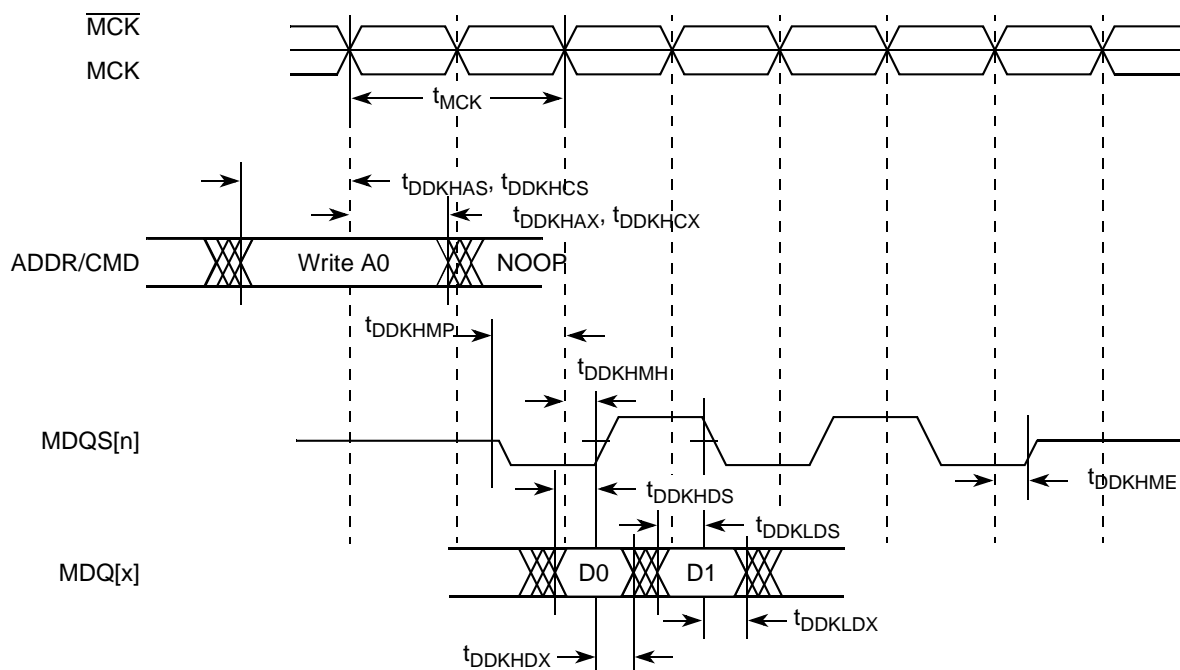 MCK
MCK
tMCK
tDDKHAS, tDDKHCS
tDDKHAX, tDDKHCX
ADDR/CMD
Write A0
NOOP
tDDKHMP
tDDKHMH
MDQS[n]
tDDKHME
tDDKHDS
tDDKLDS
MDQ[x]
D0
D1
tDDKLDX
tDDKHDX